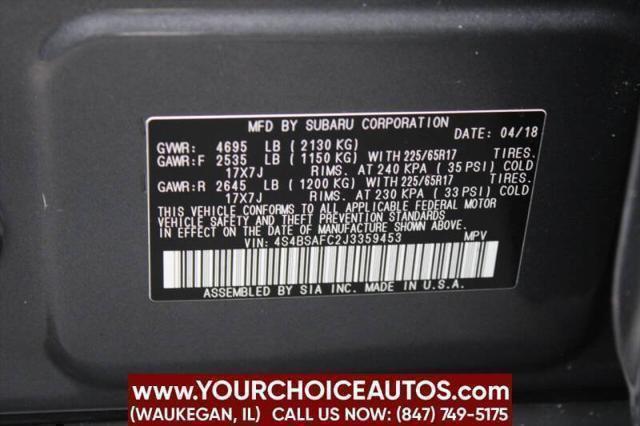 MFD BY SUBARU CORPORATION
DATE: 04/18
GVWR: 4695 LB (2130 KG)
GAWR:F 2535 LB (1150 KG) WITH 225/65R17 TIRES.
17X7J RIMS. AT 240 KPA (35 PSI) COLD
GAWR:R 2645 LB (1200 KG) WITH 225/65R17 TIRES.
17X7J RIMS. AT 230 KPA (33 PSI) COLD
THIS VEHICLE CONFORMS TO ALL APPLICABLE FEDERAL MOTOR
VEHICLE SAFETY AND THEFT PREVENTION STANDARDS
IN EFFECT ON THE DATE OF MANUFACTURE SHOWN ABOVE.
VIN: 4S4BSAFC2J3359453 MPV
ASSEMBLED BY SIA INC. MADE IN U.S.A.
WWW.YOURCHOICEAUTOS.COM
(WAUKEGAN, IL) CALL US NOW: (847) 749-5175